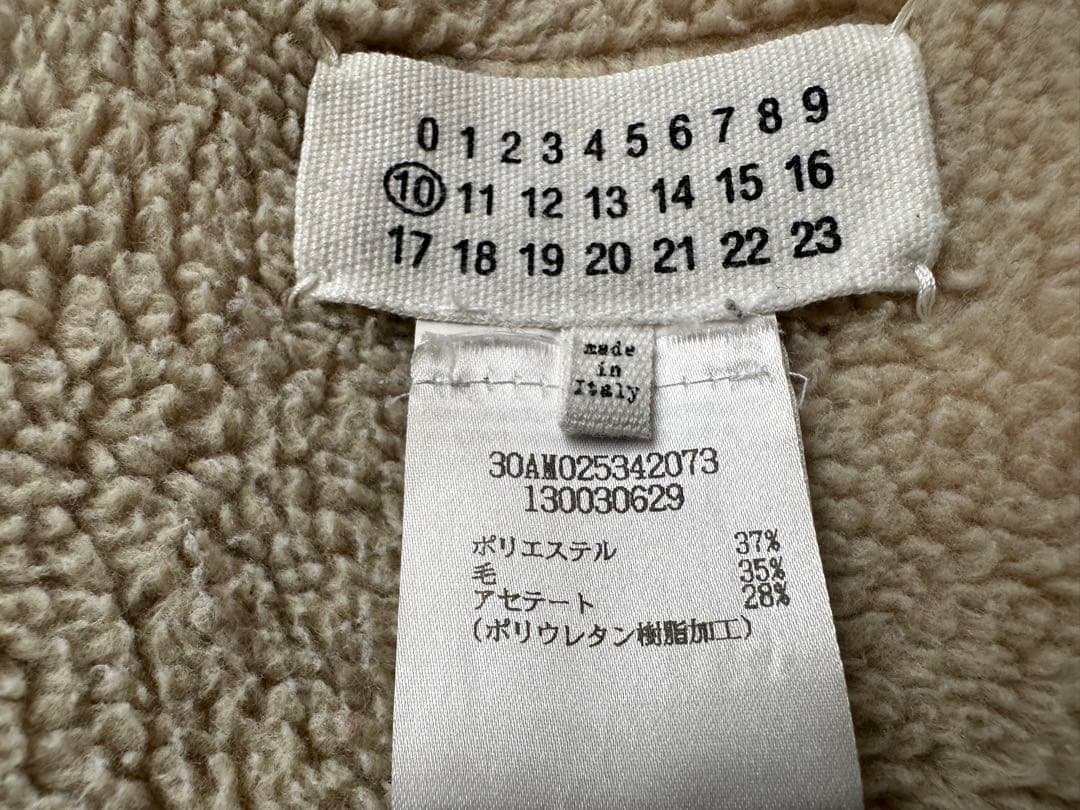 0 1 2 3 4 5 6 7 8 9
10 11 12 13 14 15 16
17 18 19 20 21 22 23
made
in
Italy
30AM025342073
130030629
ポリエステル 37%
毛 35%
アセテート 28%
(ポリウレタン樹脂加工)